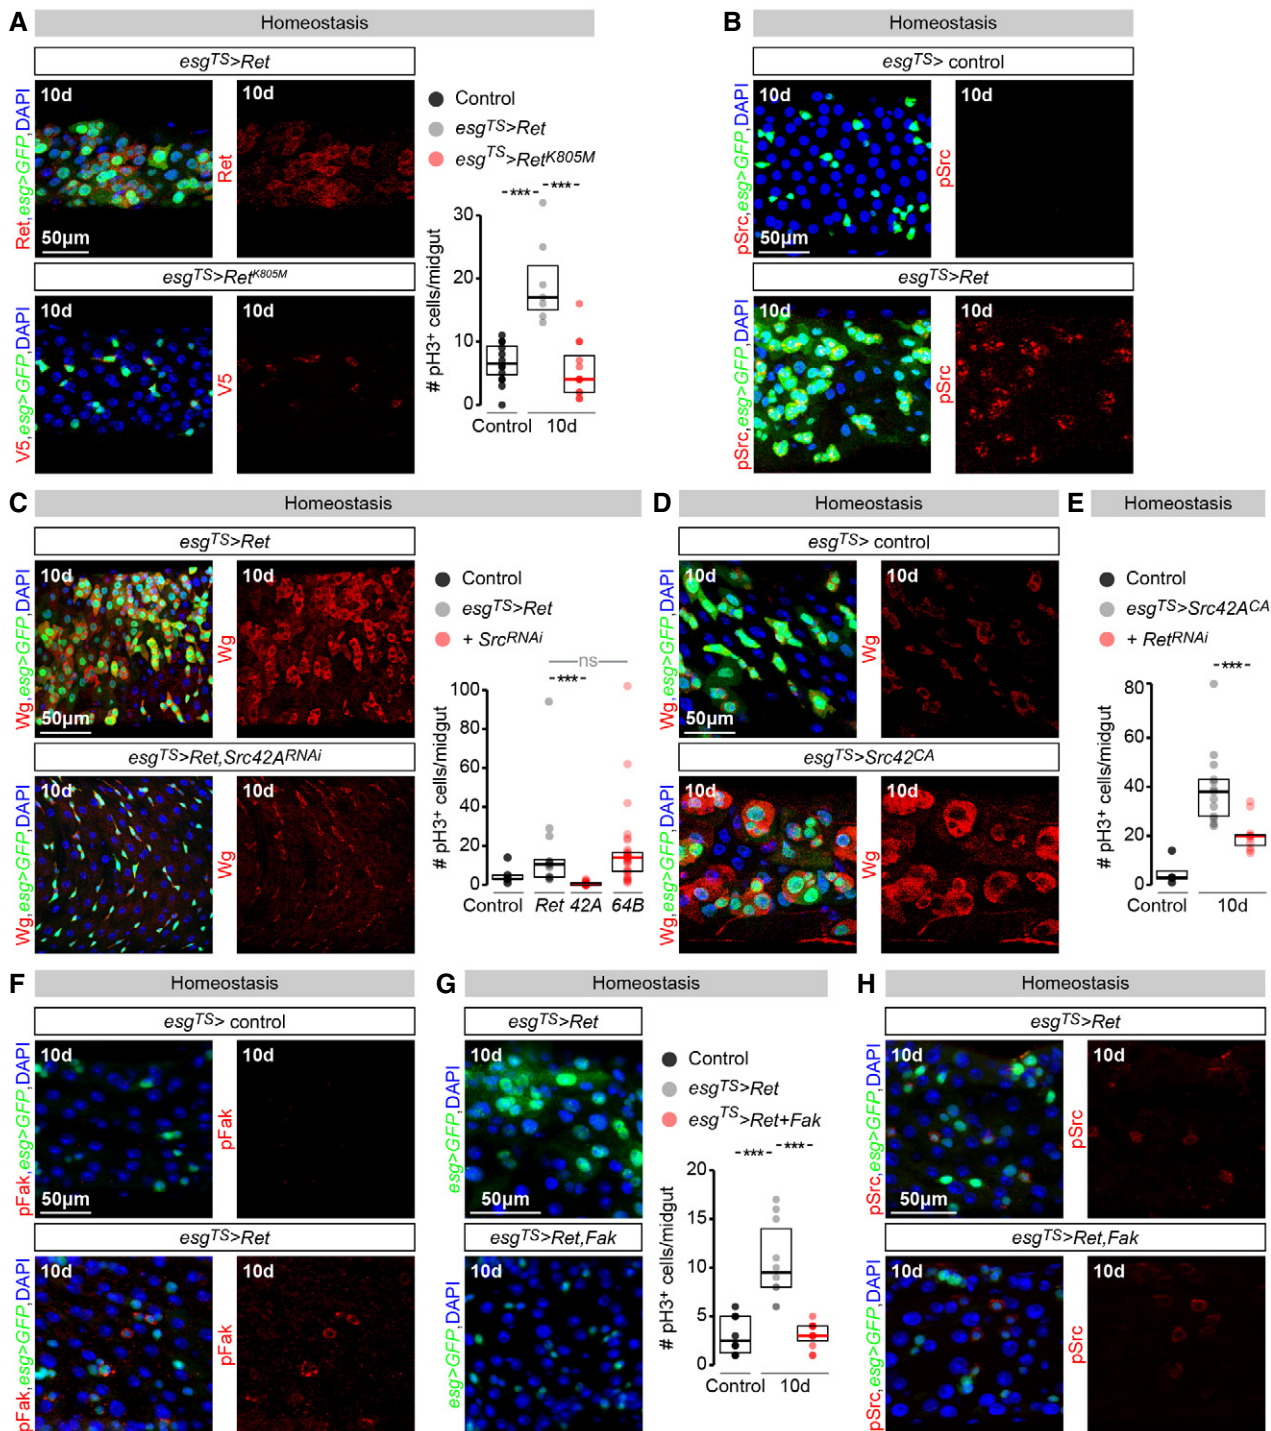 A
Homeostasis
esgTS>Ret
10d
10d
Ret,esg>GFP,DAPI
Ret
50µm
esgTS>RetK805M
10d
10d
V5,esg>GFP,DAPI
V5
Control
esgTS>Ret
esgTS>RetK805M
***
***
# pH3+ cells/midgut
30
20
10
0
Control
10d
B
Homeostasis
esgTS> control
10d
10d
pSrc,esg>GFP,DAPI
pSrc
50µm
esgTS>Ret
10d
10d
pSrc,esg>GFP,DAPI
pSrc
C
Homeostasis
esgTS>Ret
10d
10d
Wg,esg>GFP,DAPI
Wg
50µm
esgTS>Ret,Src42ARNAi
10d
10d
Wg,esg>GFP,DAPI
Wg
Control
esgTS>Ret
+ SrcRNAi
ns
***
# pH3+ cells/midgut
100
80
60
40
20
0
Control
Ret
42A
64B
D
Homeostasis
esgTS> control
10d
10d
Wg,esg>GFP,DAPI
Wg
50µm
esgTS>Src42CA
10d
10d
Wg,esg>GFP,DAPI
Wg
E
Homeostasis
Control
esgTS>Src42ACA
+ RetRNAi
***
# pH3+ cells/midgut
80
60
40
20
0
Control
10d
F
Homeostasis
esgTS> control
10d
10d
pFak,esg>GFP,DAPI
pFak
50µm
esgTS>Ret
10d
10d
pFak,esg>GFP,DAPI
pFak
G
Homeostasis
esgTS>Ret
10d
esg>GFP,DAPI
50µm
esgTS>Ret,Fak
10d
esg>GFP,DAPI
Control
esgTS>Ret
esgTS>Ret+Fak
***
***
# pH3+ cells/midgut
20
15
10
5
0
Control
10d
H
Homeostasis
esgTS>Ret
10d
10d
pSrc,esg>GFP,DAPI
pSrc
50µm
esgTS>Ret,Fak
10d
10d
pSrc,esg>GFP,DAPI
pSrc